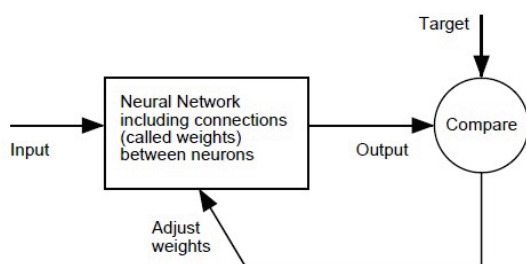 Target
Neural Network
including connections
(called weights)
between neurons
Compare
Input
Output
Adjust
weights